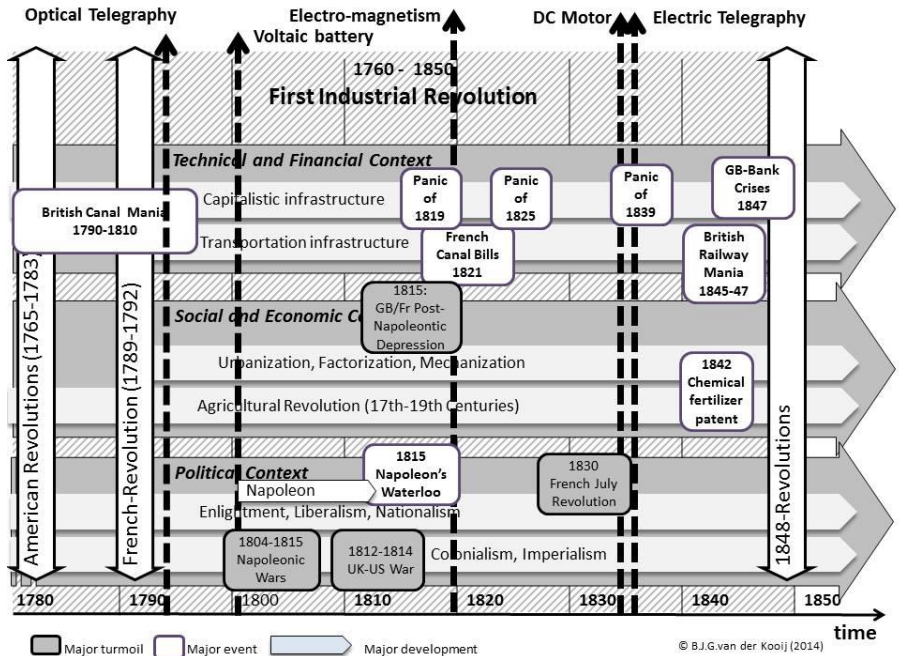 Optical Telegraphy
Electro-magnetism
DC Motor
Electric Telegraphy
Voltaic battery
1760 - 1850
First Industrial Revolution
Technical and Financial Context
Capitalistic infrastructure
Panic
of
1819
Panic
of
1825
Panic
of
1839
GB-Bank
Crises
1847
British Canal Mania
1790-1810
Transportation infrastructure
French
Canal Bills
1821
British
Railway
Mania
1845-47
Social and Economic Co
1815:
GB/Fr Post-
Napoleontic
Depression
Urbanization, Factorization, Mechanization
Agricultural Revolution (17th-19th Centuries)
1842
Chemical
fertilizer
patent
Political Context
Napoleon
1815
Napoleon's
Waterloo
1830
French July
Revolution
Enlightment, Liberalism, Nationalism
1804-1815
Napoleonic
Wars
1812-1814
UK-US War
Colonialism, Imperialism
American Revolutions (1765-1783)
French-Revolution (1789-1792)
1848-Revolutions
1780 1790 1800 1810 1820 1830 1840 1850
time
Major turmoil
Major event
Major development
© B.J.G.van der Kooij (2014)